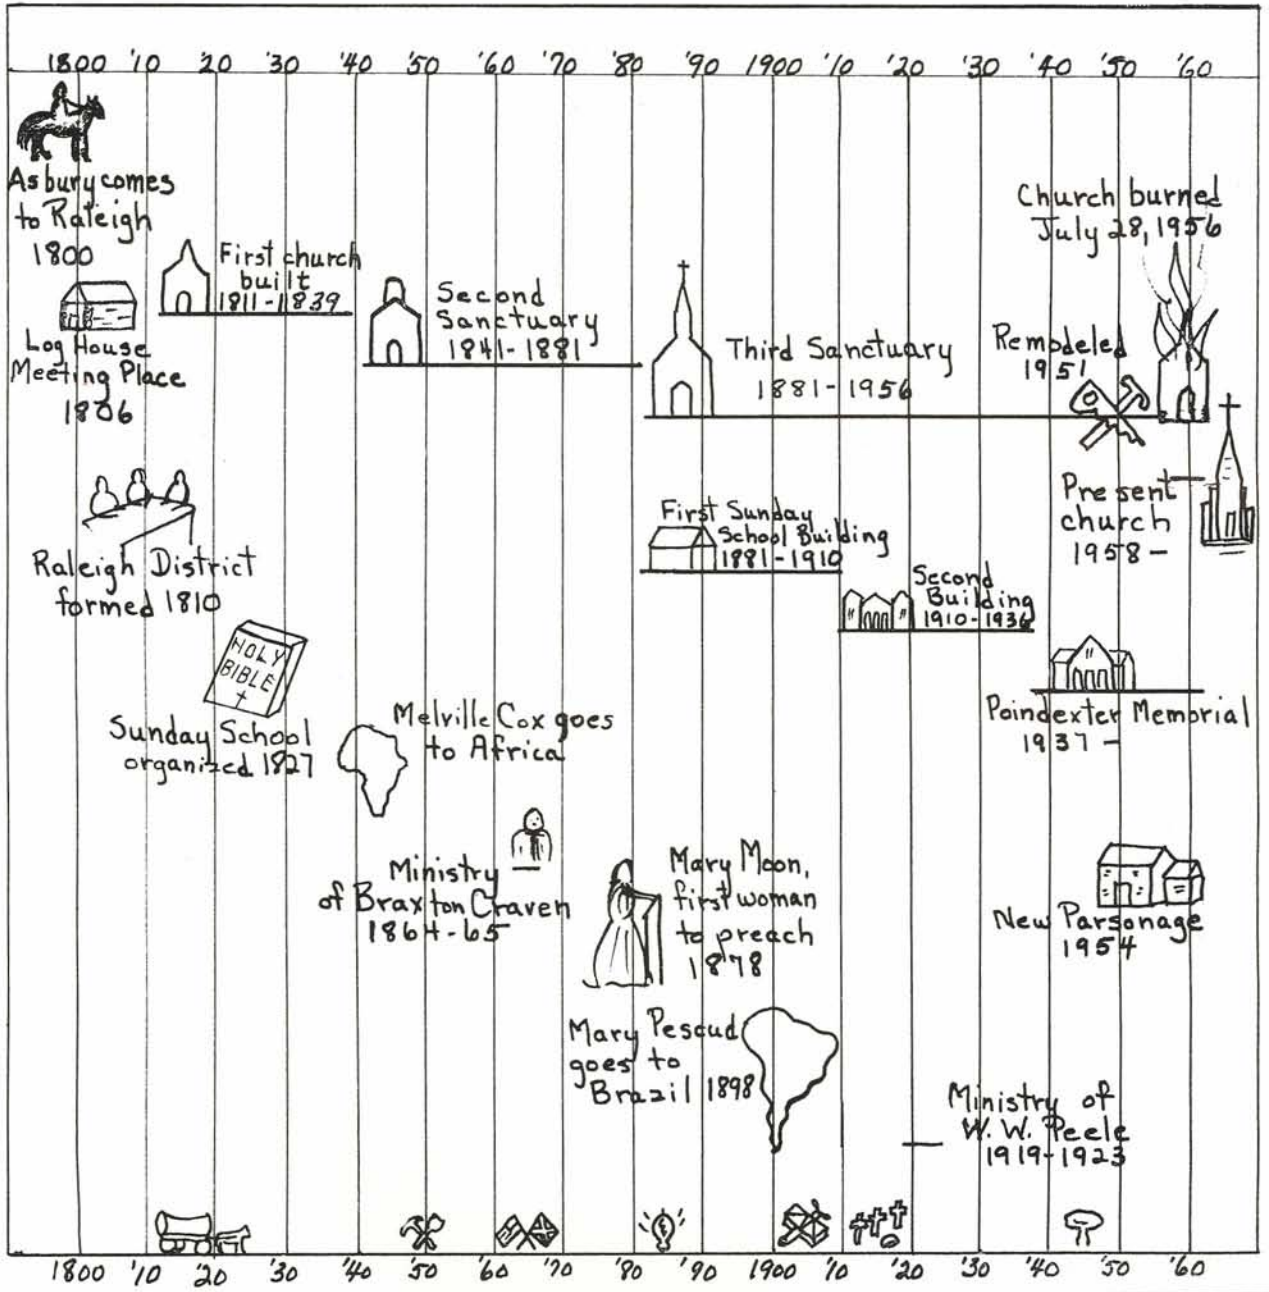 1800 '10 '20 '30 '40 '50 '60 '70 '80 '90 1900 '10 '20 '30 '40 '50 '60
Asbury comes
to Raleigh
1800
Log House
Meeting Place
1806
First church
built
1811-1839
Second
Sanctuary
1841-1881
Third Sanctuary
1881-1956
Remodeled
1951
Church burned
July 28, 1956
Present
church
1958-
Raleigh District
formed 1810
First Sunday
School Building
1881-1910
Second
Building
1910-1936
HOLY
BIBLE
Sunday School
organized 1827
Melville Cox goes
to Africa
Poindexter Memorial
1937-
Ministry
of Braxton Craven
1864-65
Mary Moon,
first woman
to preach
1878
New Parsonage
1954
Mary Pescud
goes to
Brazil 1898
Ministry of
W. W. Peele
1919-1923
1800 '10 '20 '30 '40 '50 '60 '70 '80 '90 1900 '10 '20 '30 '40 '50 '60